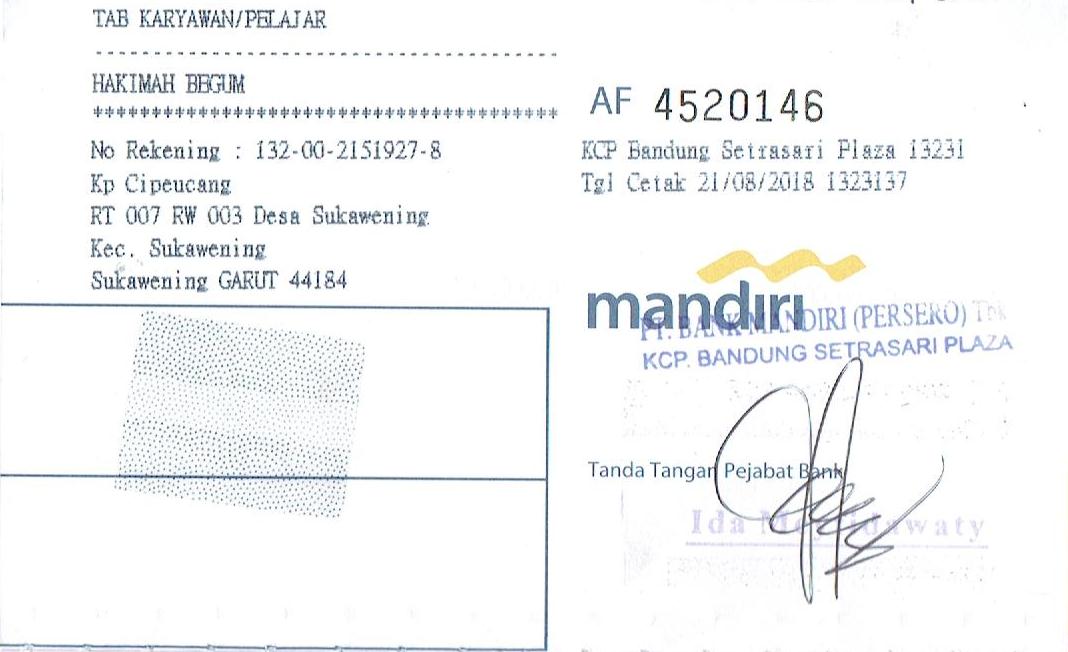 TAB KARYAWAN/PELAJAR
----------------------------------------
HAKIMAH BEGUM
****************************************
No Rekening : 132-00-2151927-8
Kp Cipeucang
RT 007 RW 003 Desa Sukawening
Kec. Sukawening
Sukawening GARUT 44184
AF 4520146
KCP Bandung Setrasari Plaza 13231
Tgl Cetak 21/08/2018 1323137
mandiri
PT. BANK MANDIRI (PERSERO) Tbk
KCP. BANDUNG SETRASARI PLAZA
Tanda Tangan Pejabat Bank
Ida